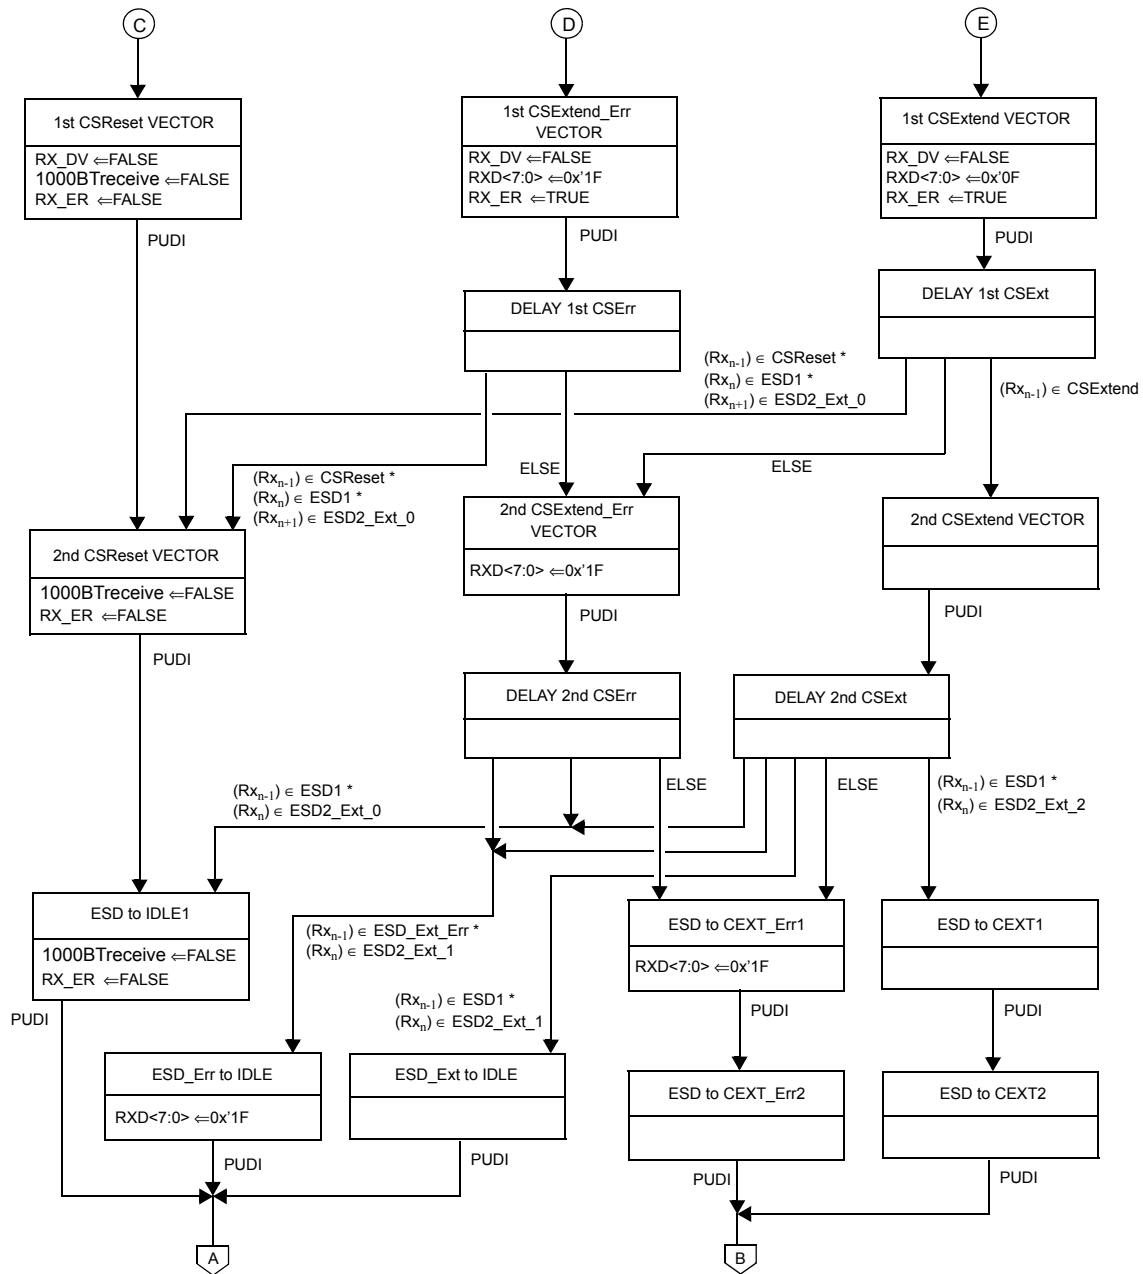 C
D
E
1st CSReset VECTOR
RX_DV ⇐FALSE
1000BTreceive ⇐FALSE
RX_ER ⇐FALSE
PUDI
1st CSExtend_Err
VECTOR
RX_DV ⇐FALSE
RXD<7:0> ⇐0x'1F
RX_ER ⇐TRUE
PUDI
1st CSExtend VECTOR
RX_DV ⇐FALSE
RXD<7:0> ⇐0x'0F
RX_ER ⇐TRUE
PUDI
DELAY 1st CSErr
DELAY 1st CSExt
(Rxn-1) ∈ CSReset *
(Rxn) ∈ ESD1 *
(Rxn+1) ∈ ESD2_Ext_0
(Rxn-1) ∈ CSExtend
ELSE
ELSE
(Rxn-1) ∈ CSReset *
(Rxn) ∈ ESD1 *
(Rxn+1) ∈ ESD2_Ext_0
2nd CSReset VECTOR
1000BTreceive ⇐FALSE
RX_ER ⇐FALSE
PUDI
2nd CSExtend_Err
VECTOR
RXD<7:0> ⇐0x'1F
PUDI
2nd CSExtend VECTOR
PUDI
DELAY 2nd CSErr
DELAY 2nd CSExt
(Rxn-1) ∈ ESD1 *
(Rxn) ∈ ESD2_Ext_0
ELSE
ELSE
(Rxn-1) ∈ ESD1 *
(Rxn) ∈ ESD2_Ext_2
ESD to IDLE1
1000BTreceive ⇐FALSE
RX_ER ⇐FALSE
PUDI
(Rxn-1) ∈ ESD_Ext_Err *
(Rxn) ∈ ESD2_Ext_1
(Rxn-1) ∈ ESD1 *
(Rxn) ∈ ESD2_Ext_1
ESD to CEXT_Err1
RXD<7:0> ⇐0x'1F
PUDI
ESD to CEXT1
PUDI
ESD_Err to IDLE
RXD<7:0> ⇐0x'1F
PUDI
ESD_Ext to IDLE
PUDI
ESD to CEXT_Err2
PUDI
ESD to CEXT2
PUDI
A
B